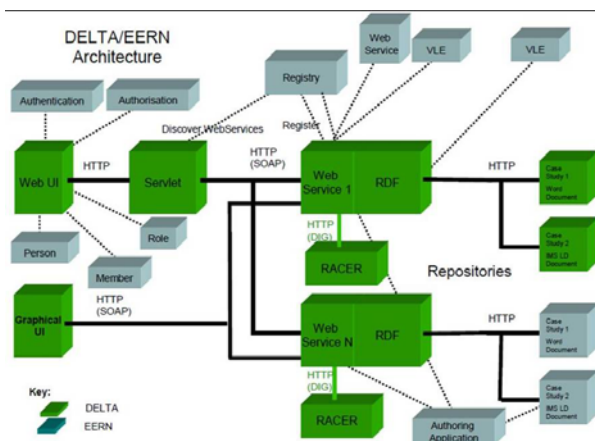 DELTA/EERN
Architecture
Authentication
Authorisation
Registry
Web
Service
VLE
VLE
Discover WebServices
Register
HTTP
HTTP
(SOAP)
Web UI
Servlet
Web
Service 1
RDF
HTTP
Case
Study 1
Word
Document
Person
Role
Member
HTTP
(DIG)
RACER
Repositories
Case
Study 2
IMS LD
Document
HTTP
(SOAP)
Graphical
UI
Web
Service N
RDF
HTTP
Case
Study 1
Word
Document
HTTP
(DIG)
RACER
Authoring
Application
Case
Study 2
IMS LD
Document
Key:
DELTA
EERN